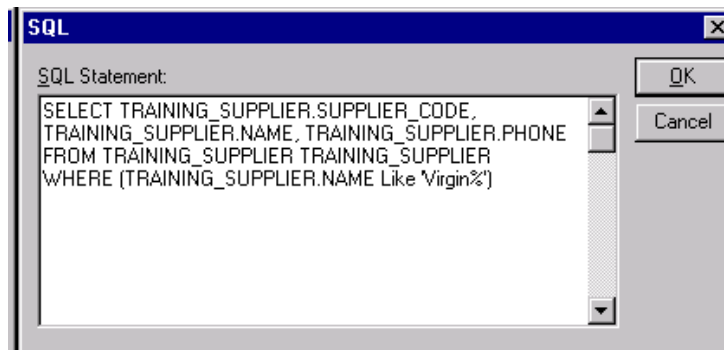 SQL
SQL Statement:
SELECT TRAINING_SUPPLIER.SUPPLIER_CODE,
TRAINING_SUPPLIER.NAME, TRAINING_SUPPLIER.PHONE
FROM TRAINING_SUPPLIER TRAINING_SUPPLIER
WHERE (TRAINING_SUPPLIER.NAME Like 'Virgin%')
OK
Cancel